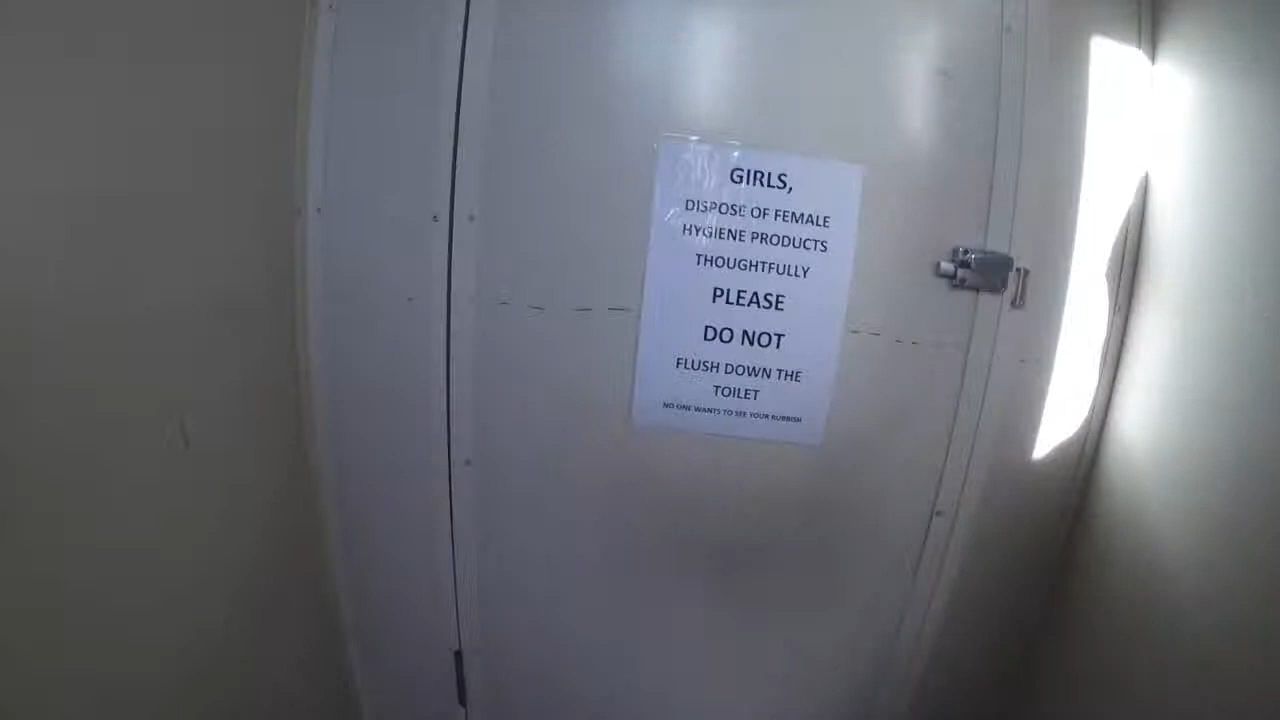 GIRLS,
DISPOSE OF FEMALE
HYGIENE PRODUCTS
THOUGHTFULLY
PLEASE
DO NOT
FLUSH DOWN THE
TOILET
NO ONE WANTS TO SEE YOUR RUBBISH